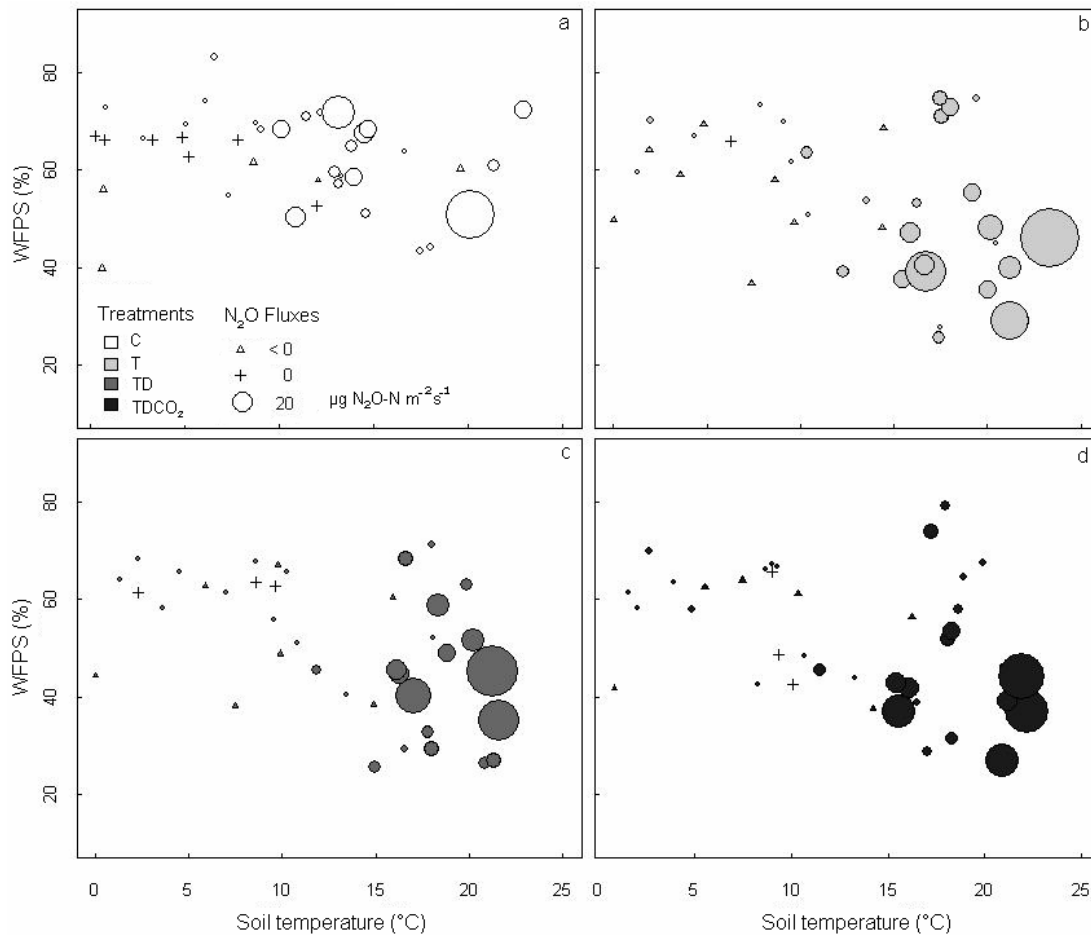 a
b
80
60
40
20
WFPS (%)
Treatments
C
T
TD
TDCO₂
N₂O Fluxes
< 0
0
20
µg N₂O-N m⁻²s⁻¹
c
d
80
60
40
20
WFPS (%)
0 5 10 15 20 25
0 5 10 15 20 25
Soil temperature (°C)
Soil temperature (°C)